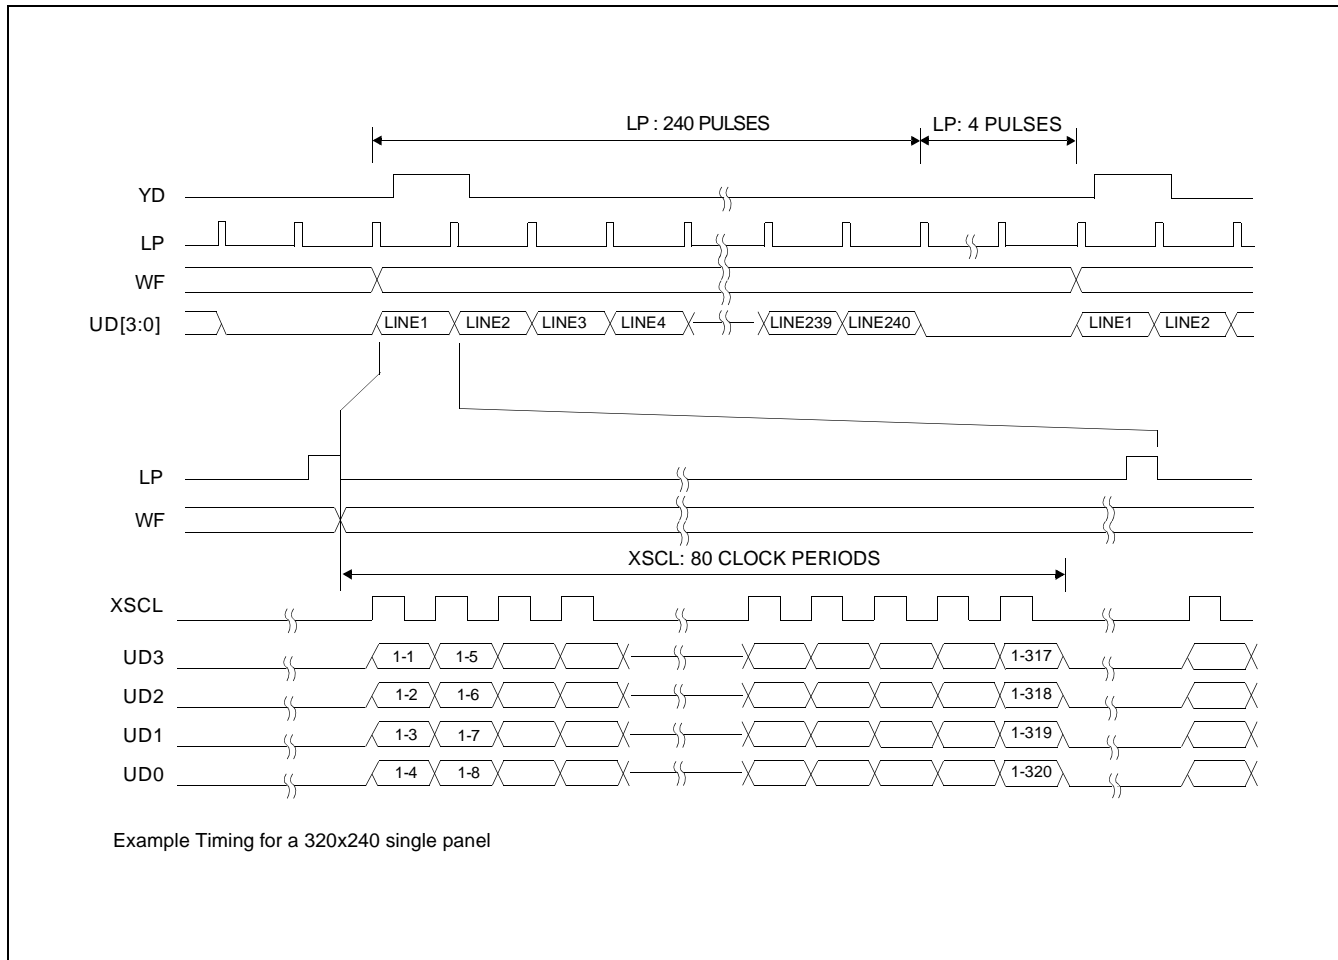 LP : 240 PULSES LP: 4 PULSES
YD
LP
WF
UD[3:0] LINE1 LINE2 LINE3 LINE4 LINE239 LINE240 LINE1 LINE2
LP
WF
XSCL: 80 CLOCK PERIODS
XSCL
UD3 1-1 1-5 1-317
UD2 1-2 1-6 1-318
UD1 1-3 1-7 1-319
UD0 1-4 1-8 1-320
Example Timing for a 320x240 single panel